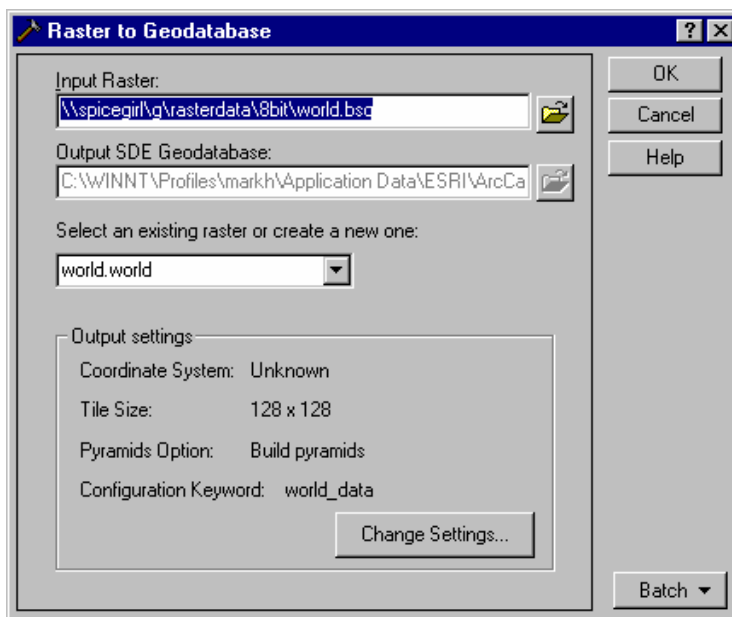 Raster to Geodatabase
Input Raster:
\\spicegirl\g\rasterdata\8bit\world.bsq
Output SDE Geodatabase:
C:\WINNT\Profiles\markh\Application Data\ESRI\ArcCa
Select an existing raster or create a new one:
world.world
Output settings
Coordinate System: Unknown
Tile Size: 128 x 128
Pyramids Option: Build pyramids
Configuration Keyword: world_data
Change Settings...
OK
Cancel
Help
Batch